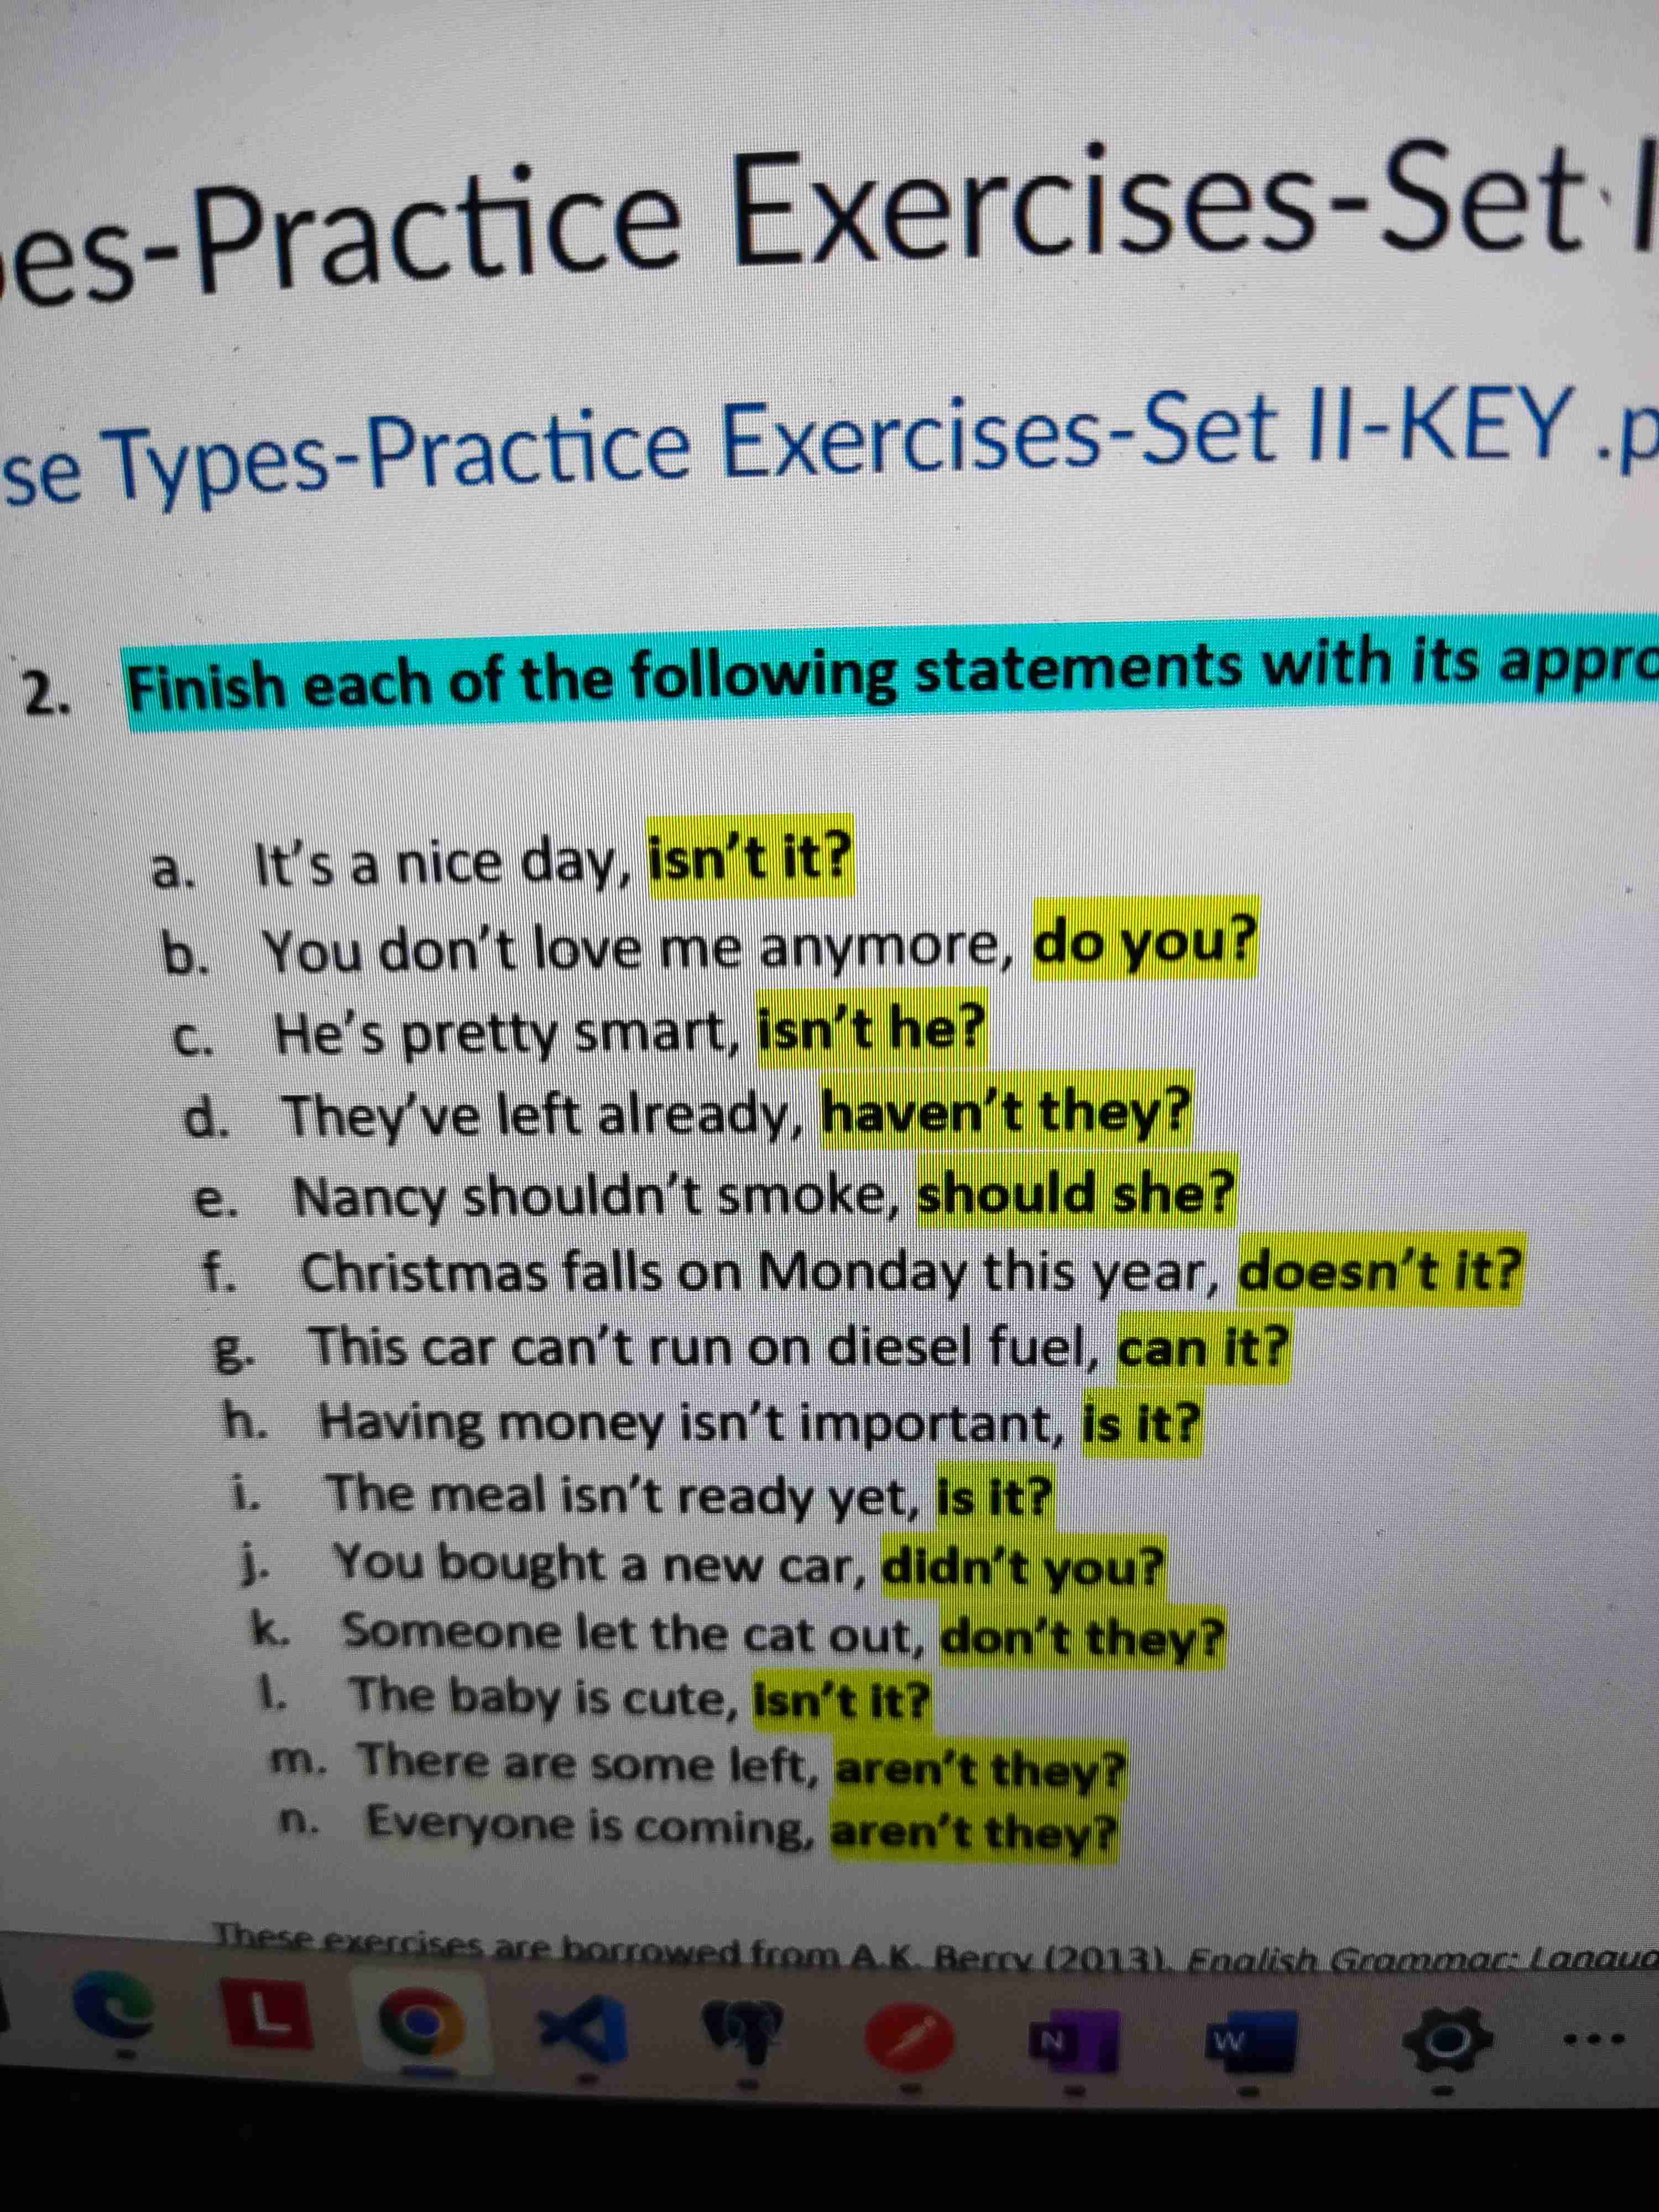 es-Practice Exercises-Set I
se Types-Practice Exercises-Set II-KEY .p
2. Finish each of the following statements with its appro
a. It's a nice day, isn't it?
b. You don't love me anymore, do you?
c. He's pretty smart, isn't he?
d. They've left already, haven't they?
e. Nancy shouldn't smoke, should she?
f. Christmas falls on Monday this year, doesn't it?
g. This car can't run on diesel fuel, can it?
h. Having money isn't important, is it?
i. The meal isn't ready yet, is it?
j. You bought a new car, didn't you?
k. Someone let the cat out, don't they?
l. The baby is cute, isn't it?
m. There are some left, aren't they?
n. Everyone is coming, aren't they?
These exercises are borrowed from A.K. Berry (2013). English Grammar: Langua
L
N
W